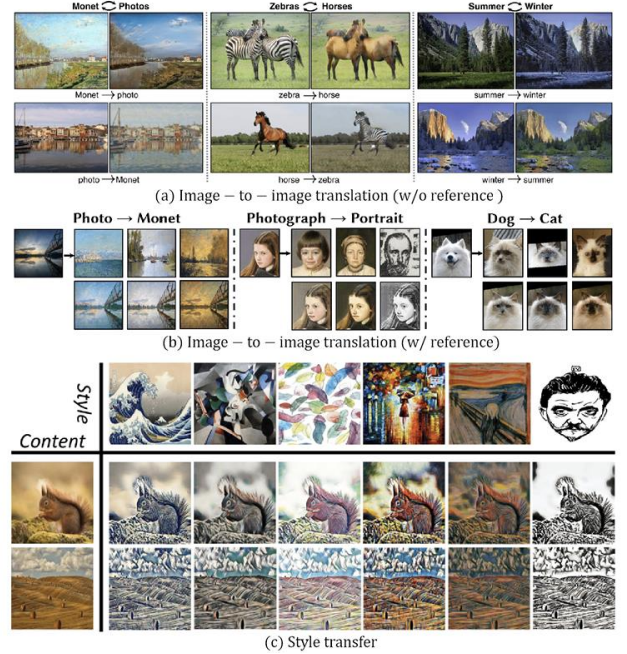 Monet Photos
Zebras Horses
Summer Winter
Monet → photo
zebra → horse
summer → winter
photo → Monet
horse → zebra
winter → summer
(a) Image − to − image translation (w/o reference )
Photo → Monet
Photograph → Portrait
Dog → Cat
(b) Image − to − image translation (w/ reference)
Style
Content
(c) Style transfer